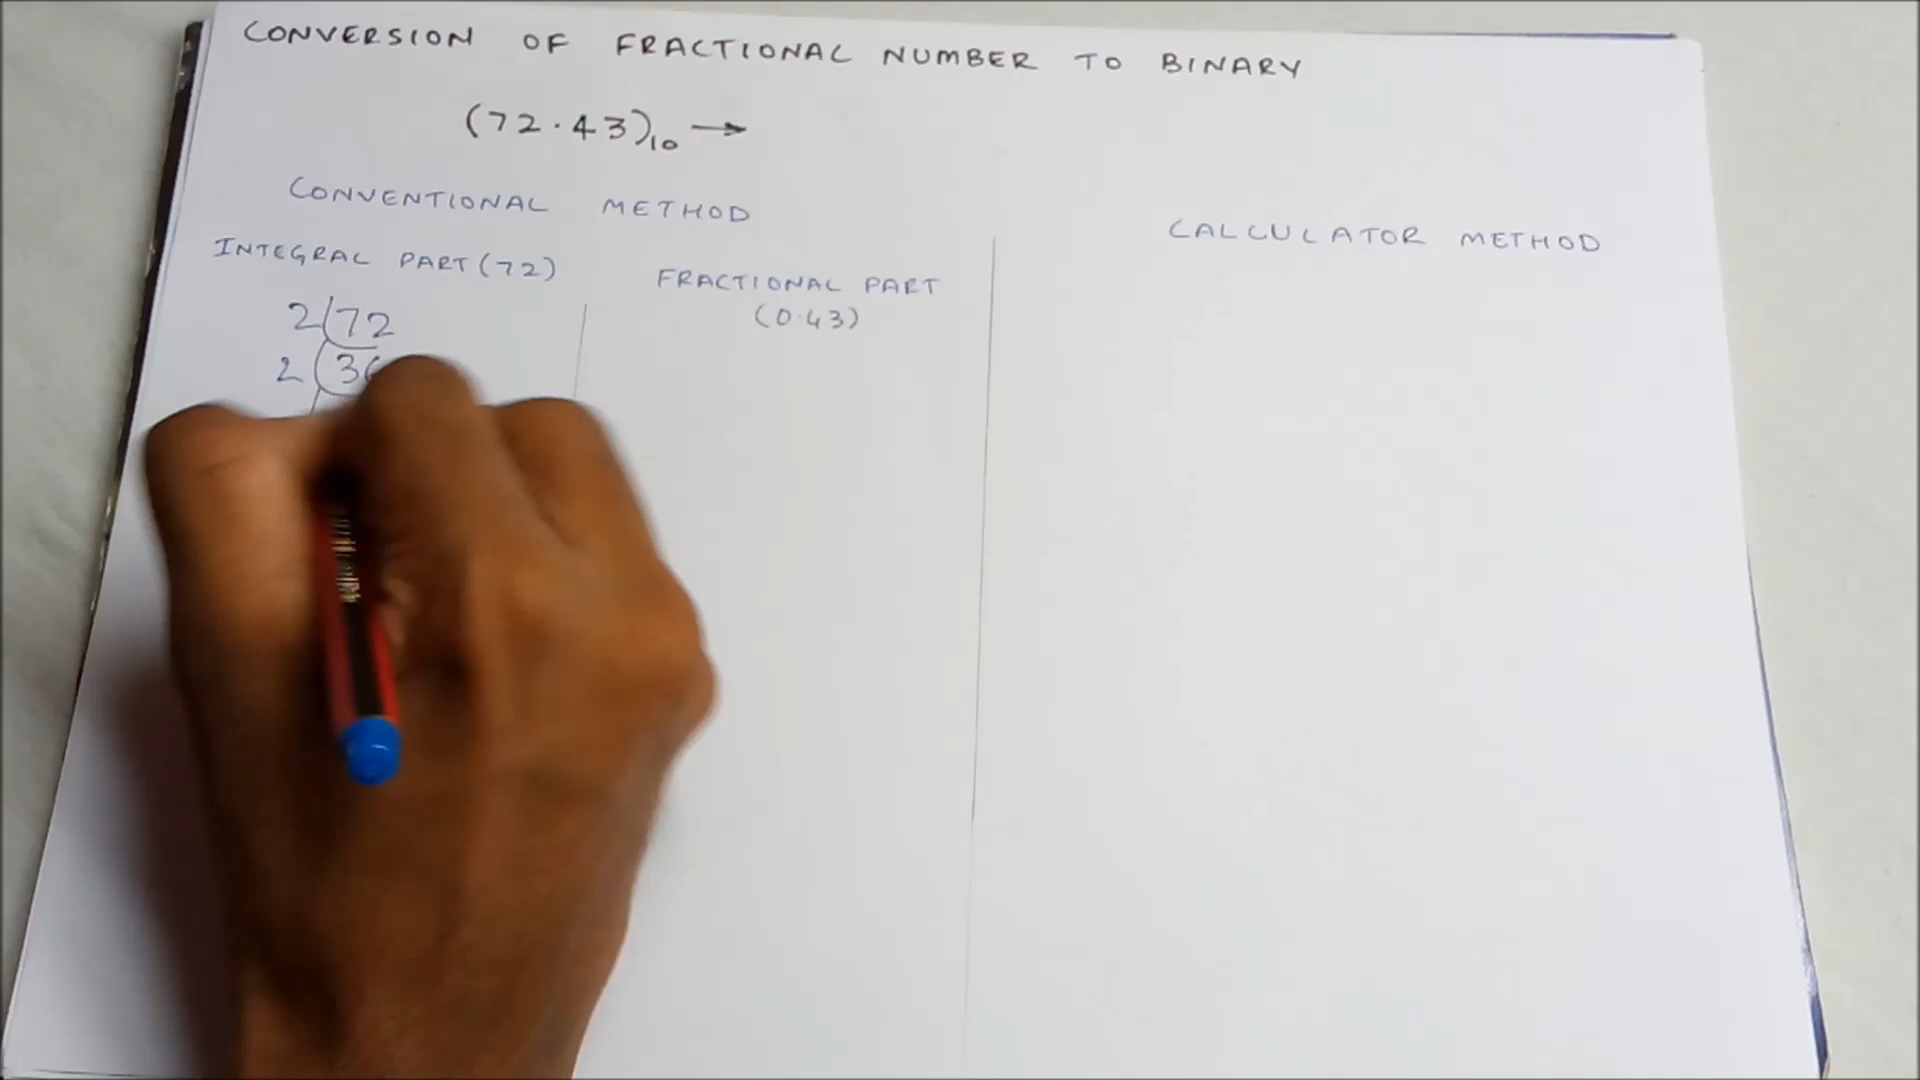 CONVERSION OF FRACTIONAL NUMBER TO BINARY
(72.43)₁₀ →
CONVENTIONAL METHOD
CALCULATOR METHOD
INTEGRAL PART (72)
FRACTIONAL PART
(0.43)
2 72
2